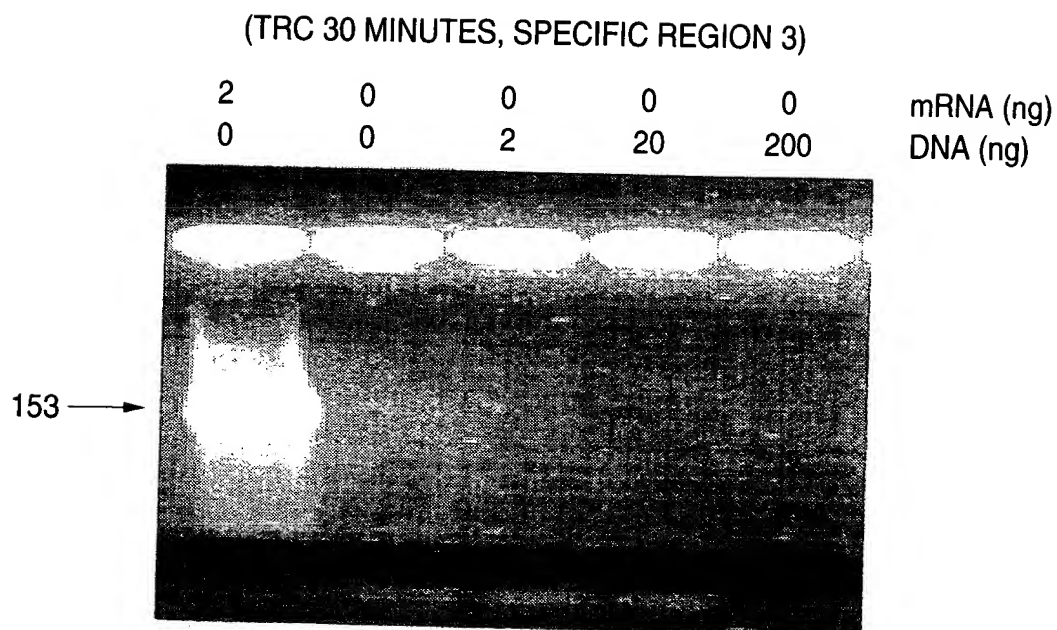 (TRC 30 MINUTES, SPECIFIC REGION 3)
2 0 0 0 0 mRNA (ng)
0 0 2 20 200 DNA (ng)
153